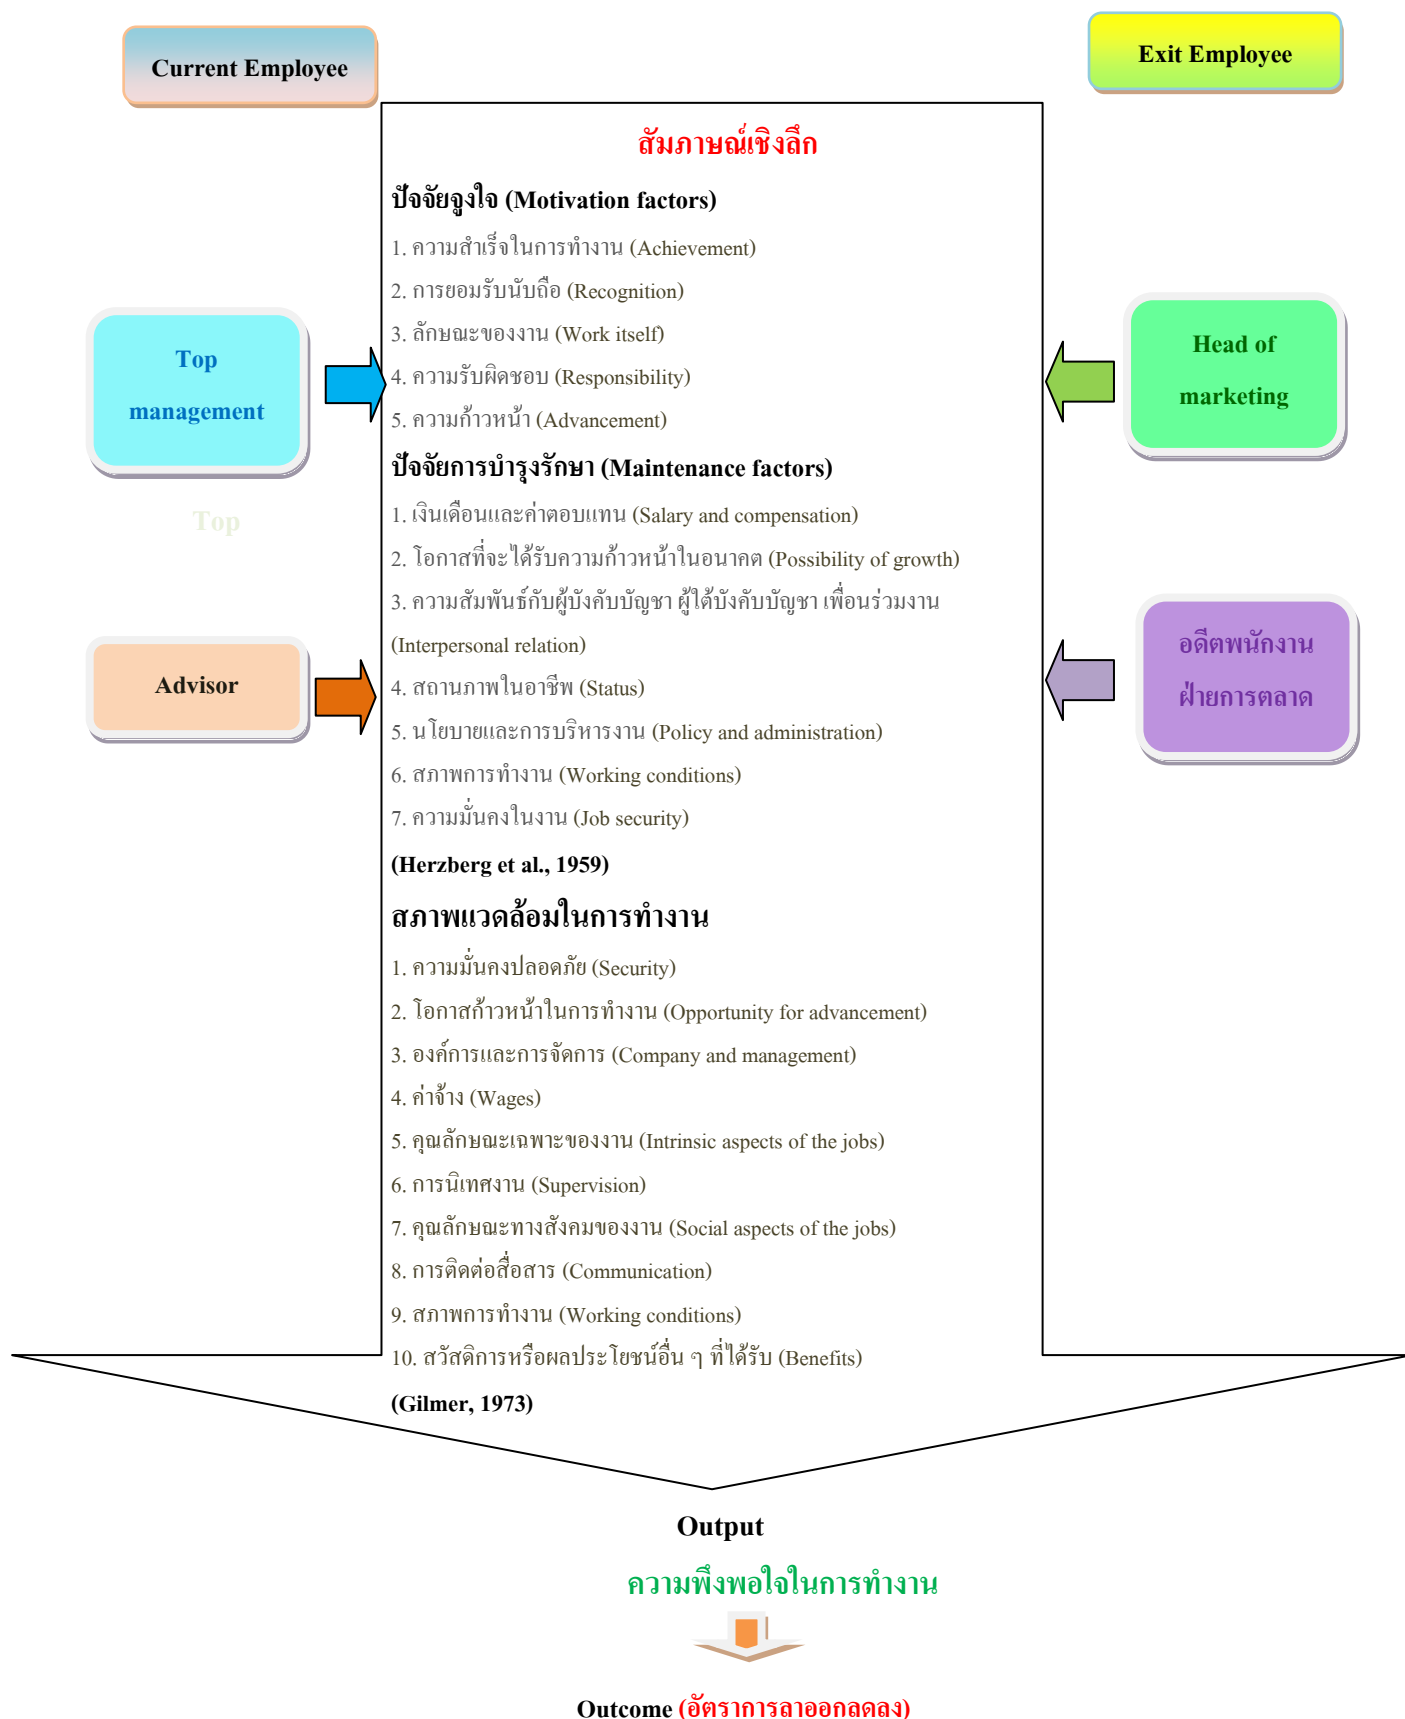 Current Employee
Exit Employee
สัมภาษณ์เชิงลึก
ปัจจัยจูงใจ (Motivation factors)
1. ความสำเร็จในการทำงาน (Achievement)
2. การยอมรับนับถือ (Recognition)
3. ลักษณะของงาน (Work itself)
4. ความรับผิดชอบ (Responsibility)
5. ความก้าวหน้า (Advancement)
ปัจจัยการบำรุงรักษา (Maintenance factors)
1. เงินเดือนและค่าตอบแทน (Salary and compensation)
2. โอกาสที่จะได้รับความก้าวหน้าในอนาคต (Possibility of growth)
3. ความสัมพันธ์กับผู้บังคับบัญชา ผู้ใต้บังคับบัญชา เพื่อนร่วมงาน
(Interpersonal relation)
4. สถานภาพในอาชีพ (Status)
5. นโยบายและการบริหารงาน (Policy and administration)
6. สภาพการทำงาน (Working conditions)
7. ความมั่นคงในงาน (Job security)
(Herzberg et al., 1959)
สภาพแวดล้อมในการทำงาน
1. ความมั่นคงปลอดภัย (Security)
2. โอกาสก้าวหน้าในการทำงาน (Opportunity for advancement)
3. องค์การและการจัดการ (Company and management)
4. ค่าจ้าง (Wages)
5. คุณลักษณะเฉพาะของงาน (Intrinsic aspects of the jobs)
6. การนิเทศงาน (Supervision)
7. คุณลักษณะทางสังคมของงาน (Social aspects of the jobs)
8. การติดต่อสื่อสาร (Communication)
9. สภาพการทำงาน (Working conditions)
10. สวัสดิการหรือผลประโยชน์อื่น ๆ ที่ได้รับ (Benefits)
(Gilmer, 1973)
Top
management
Top
Advisor
Head of
marketing
อดีตพนักงาน
ฝ่ายการตลาด
Output
ความพึงพอใจในการทำงาน
Outcome (อัตราการลาออกลดลง)